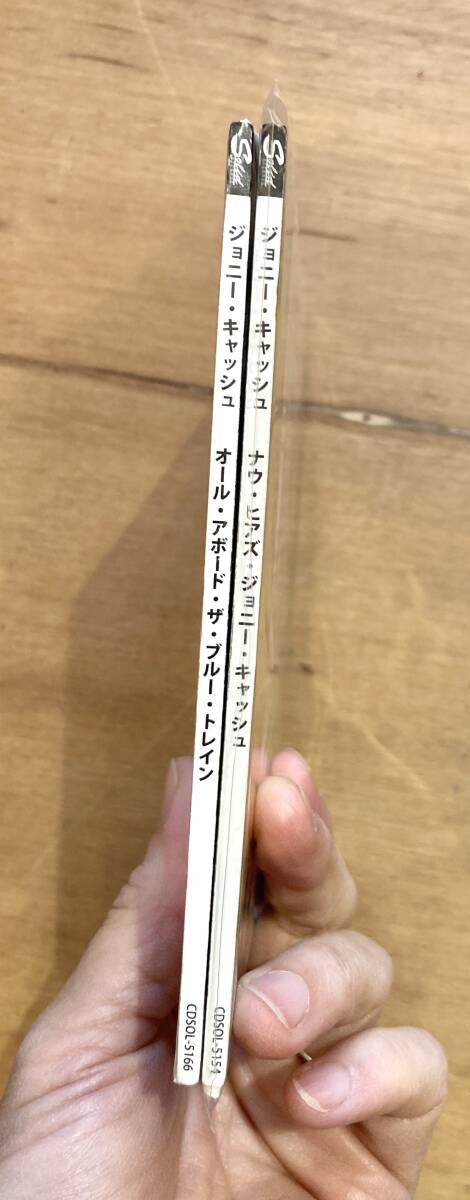 Solid
ジョニー・キャッシュ オール・アボード・ザ・ブルー・トレイン
CDSOL-5166
Solid
ジョニー・キャッシュ ナウ・ヒアズ・ジョニー・キャッシュ
CDSOL-5154